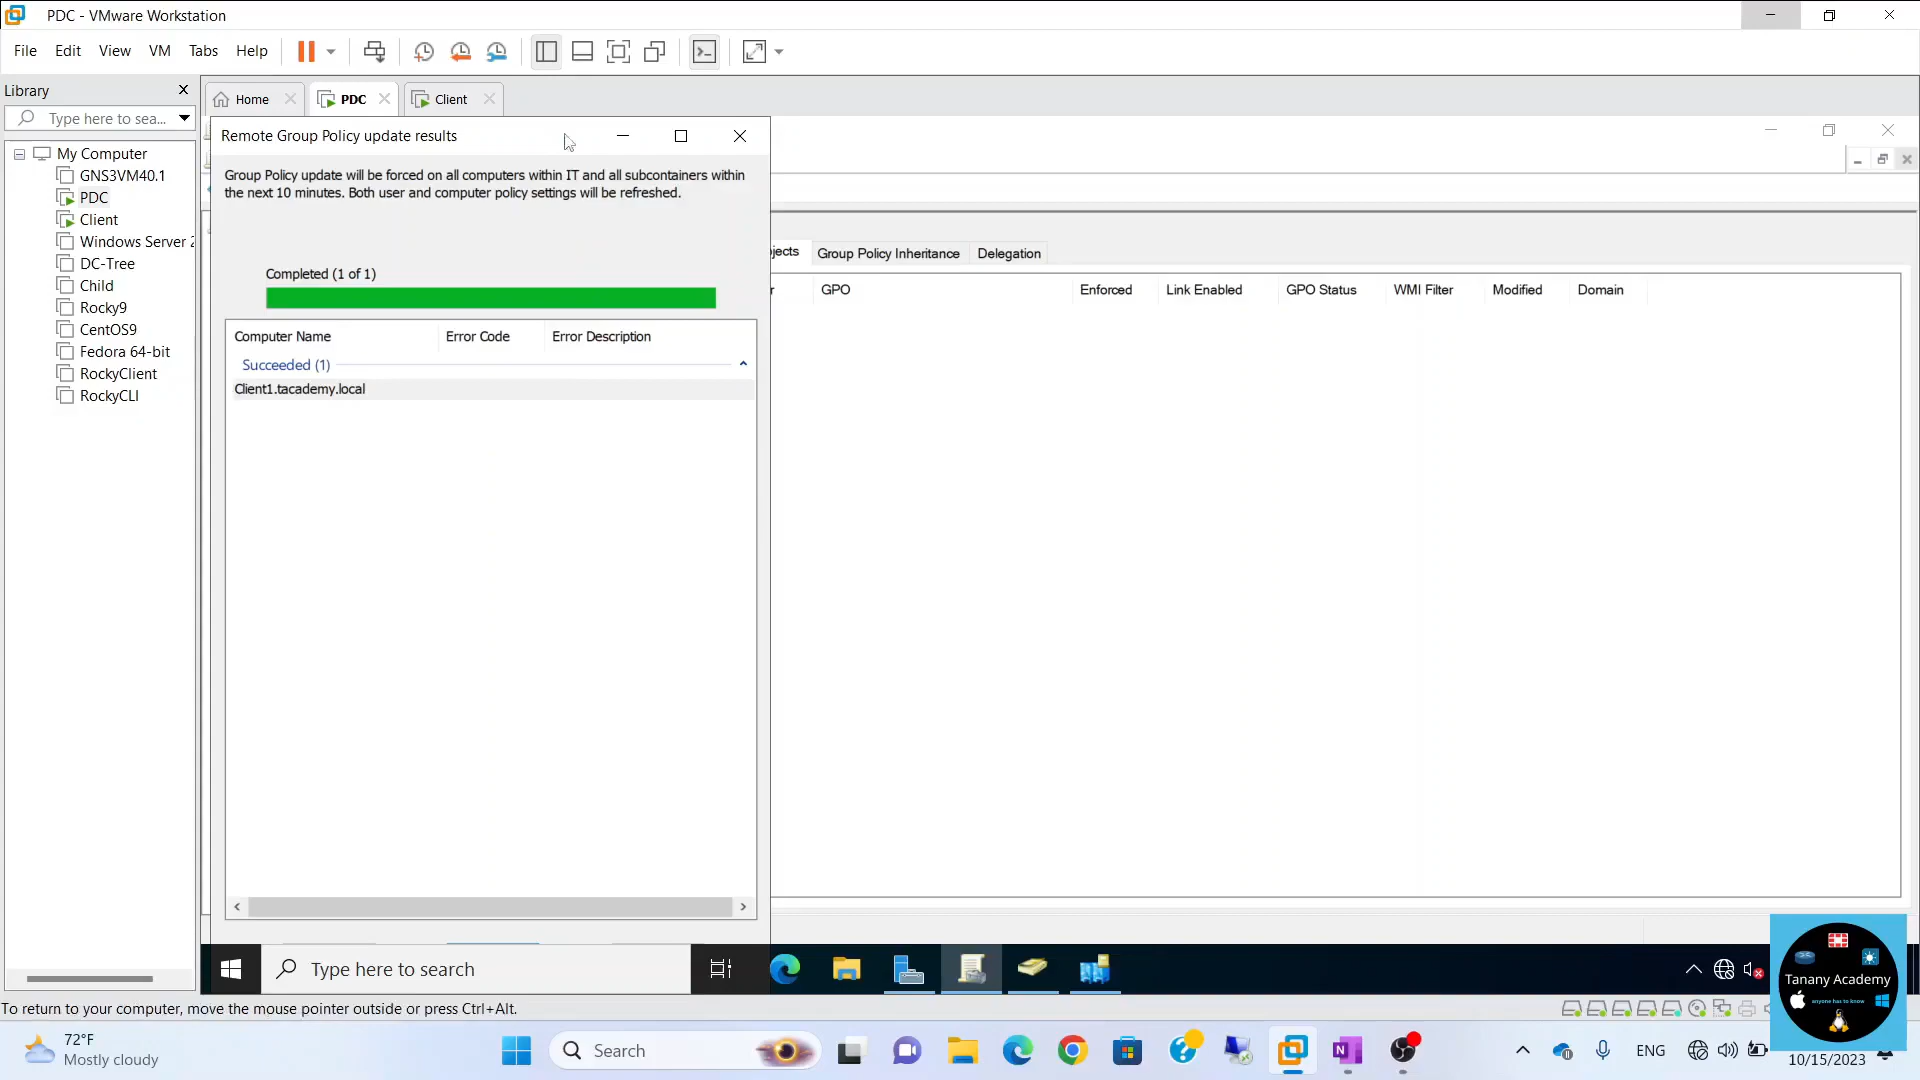 PDC - VMware Workstation
File Edit View VM Tabs Help
Library
Type here to sea...
Home
PDC
Client
My Computer
GNS3VM40.1
PDC
Client
Windows Server 2
DC-Tree
Child
Rocky9
CentOS9
Fedora 64-bit
RockyClient
RockyCLI
Remote Group Policy update results
Group Policy update will be forced on all computers within IT and all subcontainers within
the next 10 minutes. Both user and computer policy settings will be refreshed.
Completed (1 of 1)
Computer Name Error Code Error Description
Succeeded (1)
Client1.tacademy.local
jects Group Policy Inheritance Delegation
r GPO Enforced Link Enabled GPO Status WMI Filter Modified Domain
Type here to search
Tanany Academy
anyone has to know
To return to your computer, move the mouse pointer outside or press Ctrl+Alt.
72°F
Mostly cloudy
Search
ENG
10/15/2023